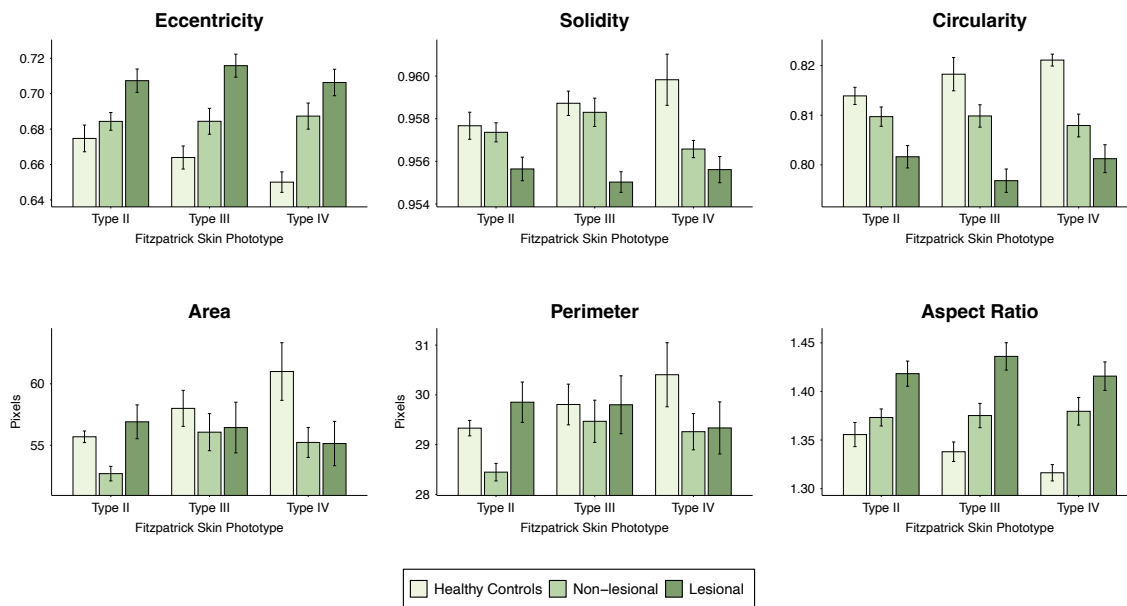 Eccentricity
0.72
0.70
0.68
0.66
0.64
Type II Type III Type IV
Fitzpatrick Skin Phototype
Solidity
0.960
0.958
0.956
0.954
Type II Type III Type IV
Fitzpatrick Skin Phototype
Circularity
0.82
0.81
0.80
Type II Type III Type IV
Fitzpatrick Skin Phototype
Area
Pixels
60
55
Type II Type III Type IV
Fitzpatrick Skin Phototype
Perimeter
Pixels
31
30
29
28
Type II Type III Type IV
Fitzpatrick Skin Phototype
Aspect Ratio
1.45
1.40
1.35
1.30
Type II Type III Type IV
Fitzpatrick Skin Phototype
Healthy Controls Non−lesional Lesional